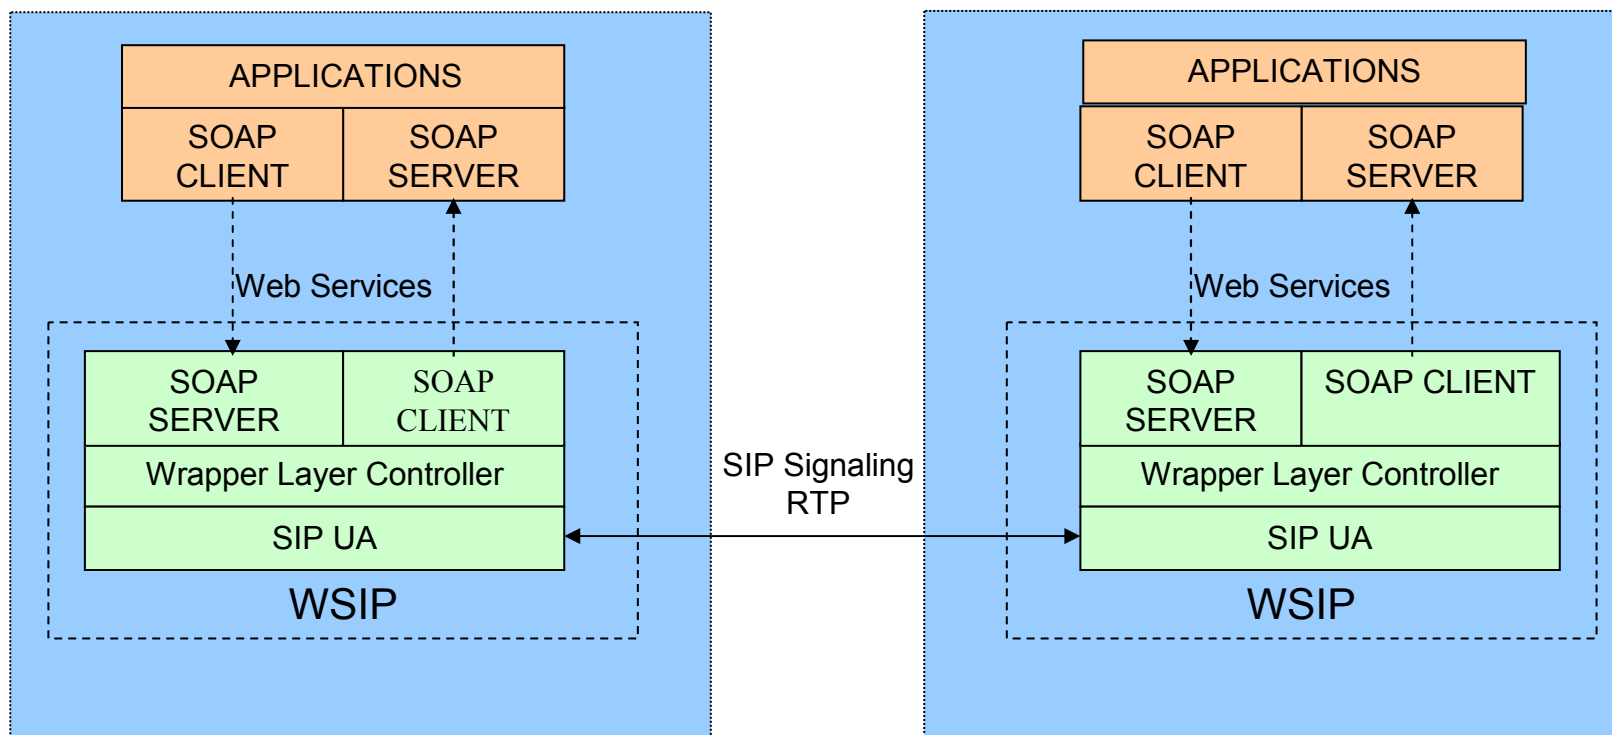 APPLICATIONS
SOAP
CLIENT
SOAP
SERVER
Web Services
SOAP
SERVER
SOAP
CLIENT
Wrapper Layer Controller
SIP UA
WSIP
SIP Signaling
RTP
APPLICATIONS
SOAP
CLIENT
SOAP
SERVER
Web Services
SOAP
SERVER
SOAP CLIENT
Wrapper Layer Controller
SIP UA
WSIP